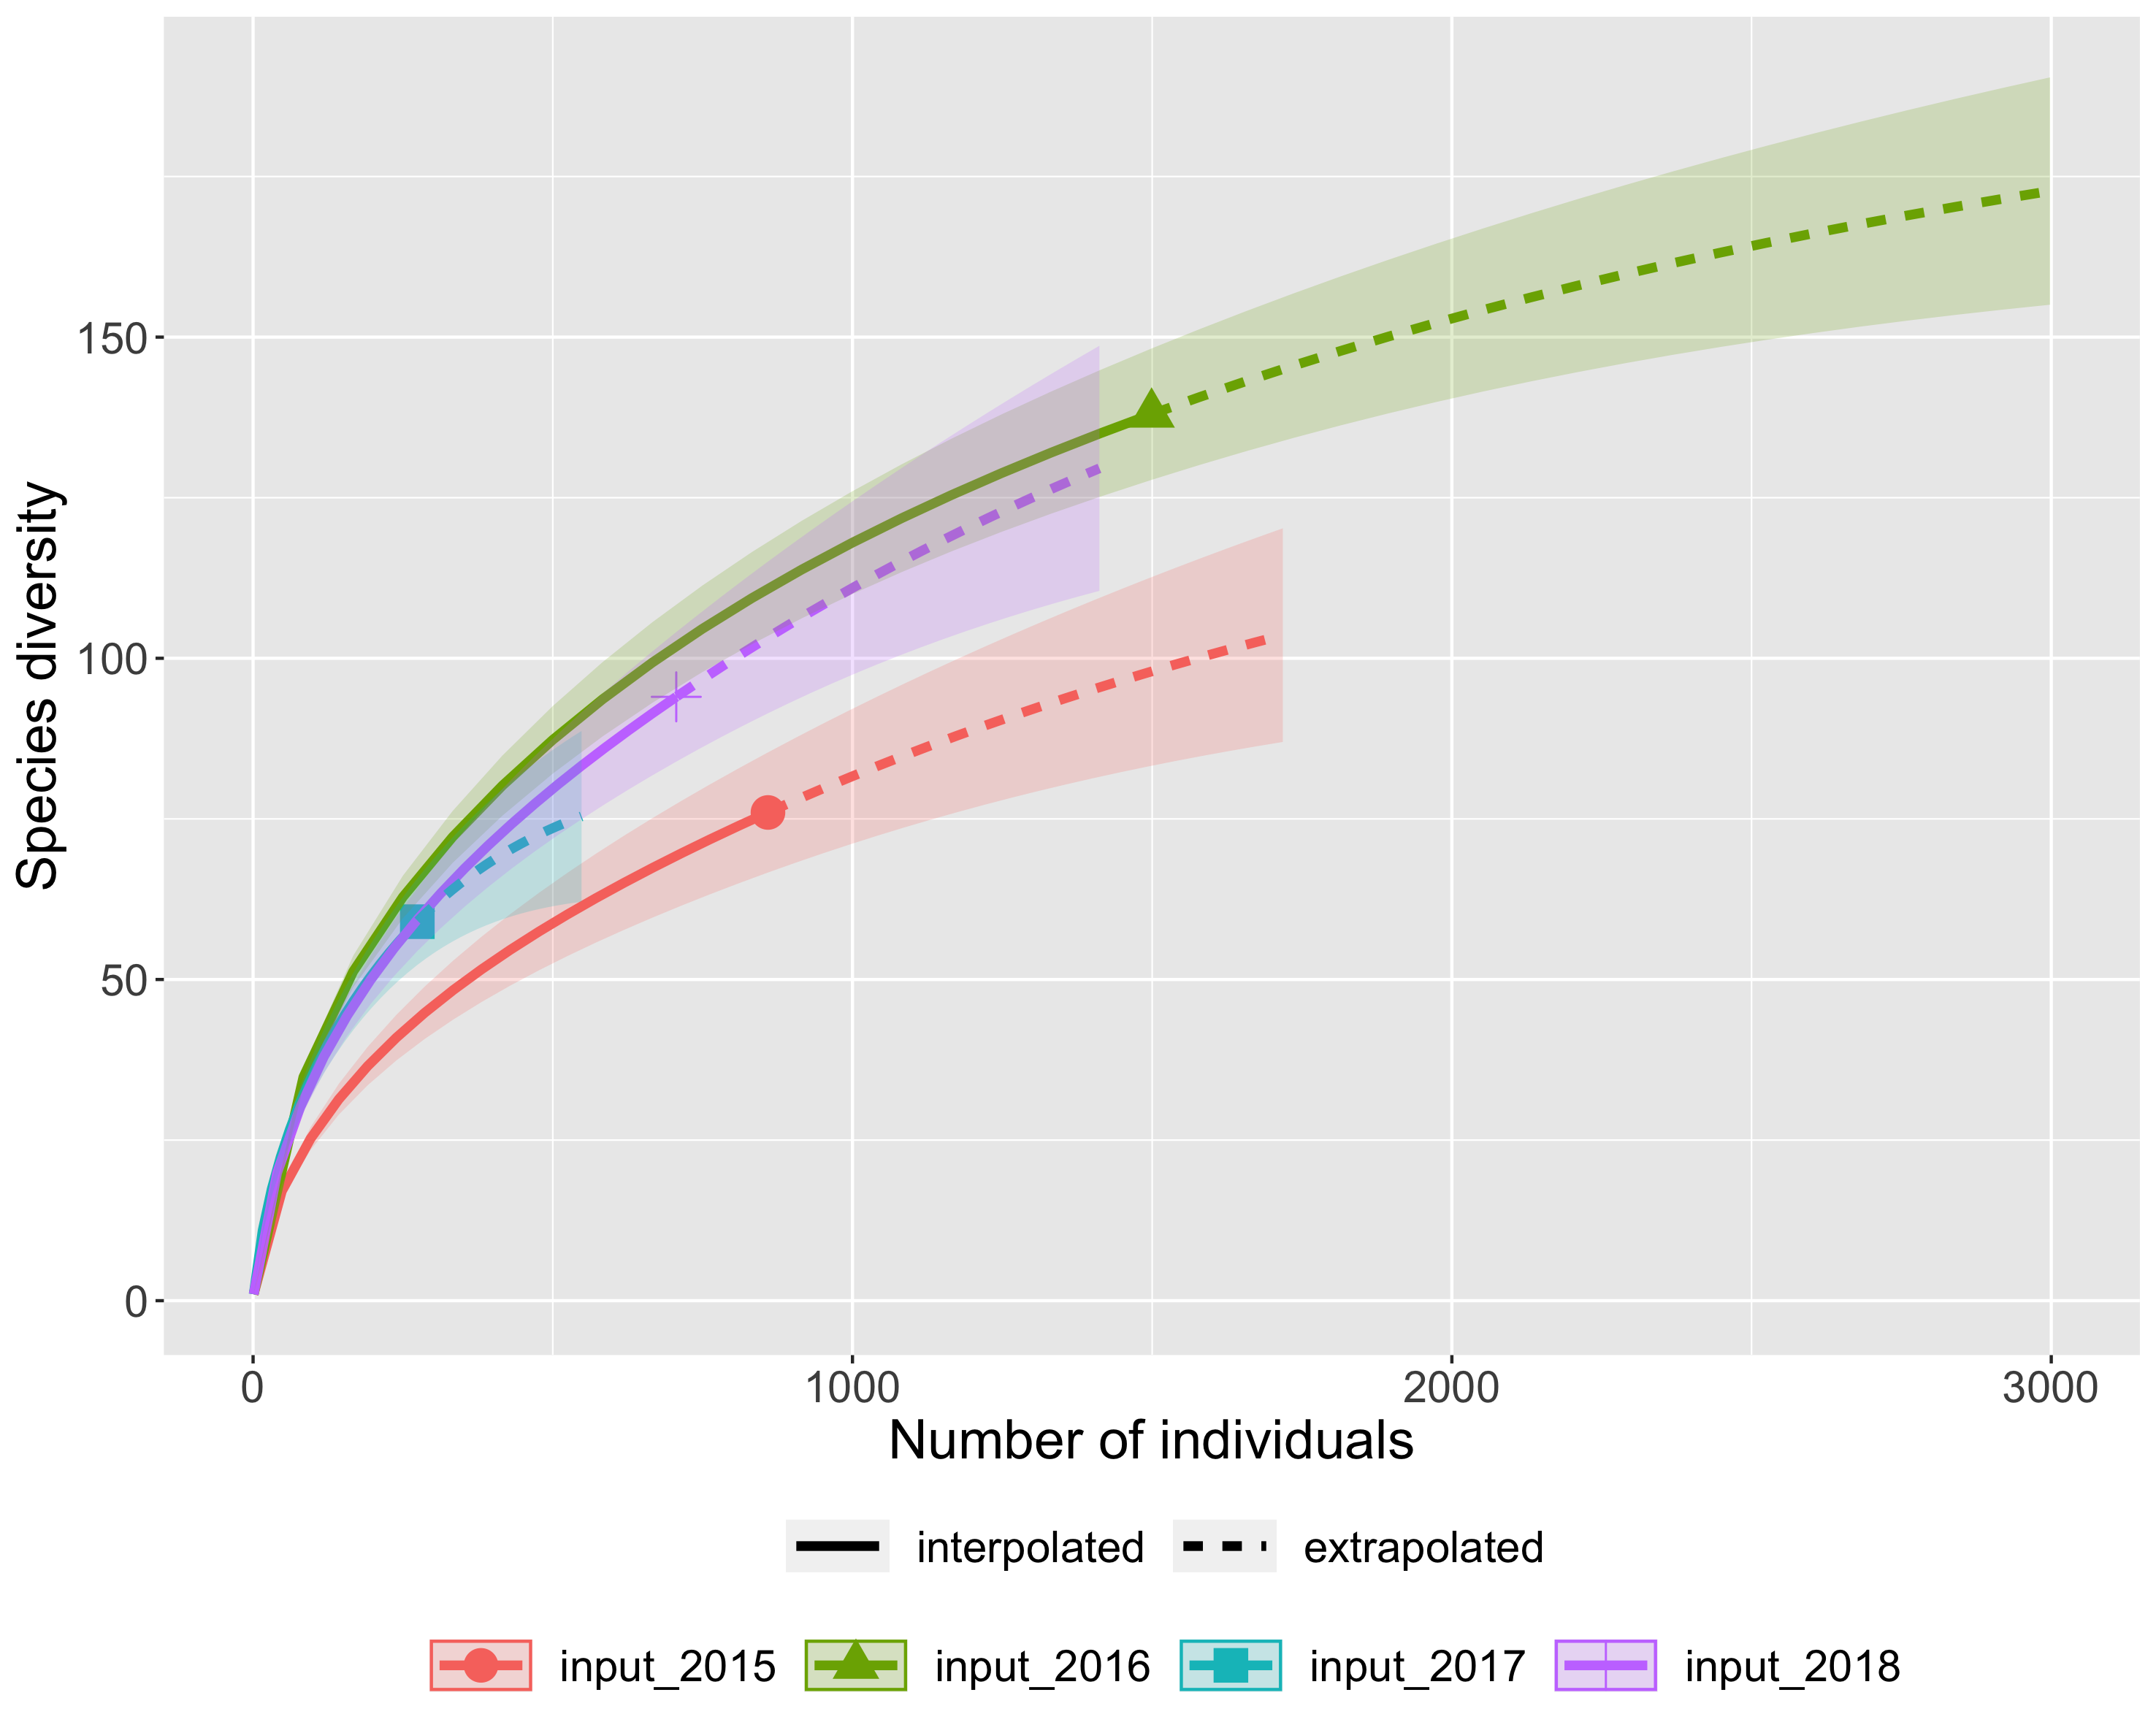 Species diversity
150
100
50
0
0 1000 2000 3000
Number of individuals
interpolated extrapolated
input_2015 input_2016 input_2017 input_2018